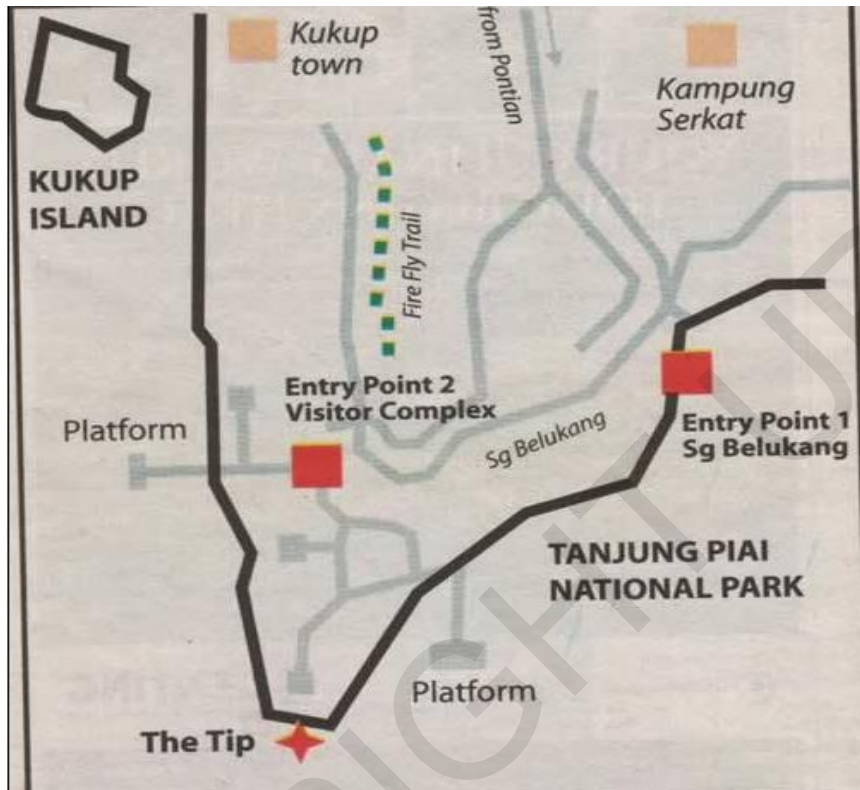 Kukup
town
from Pontian
Kampung
Serkat
KUKUP
ISLAND
Fire Fly Trail
Entry Point 2
Visitor Complex
Platform
Sg Belukang
Entry Point 1
Sg Belukang
TANJUNG PIAI
NATIONAL PARK
Platform
The Tip